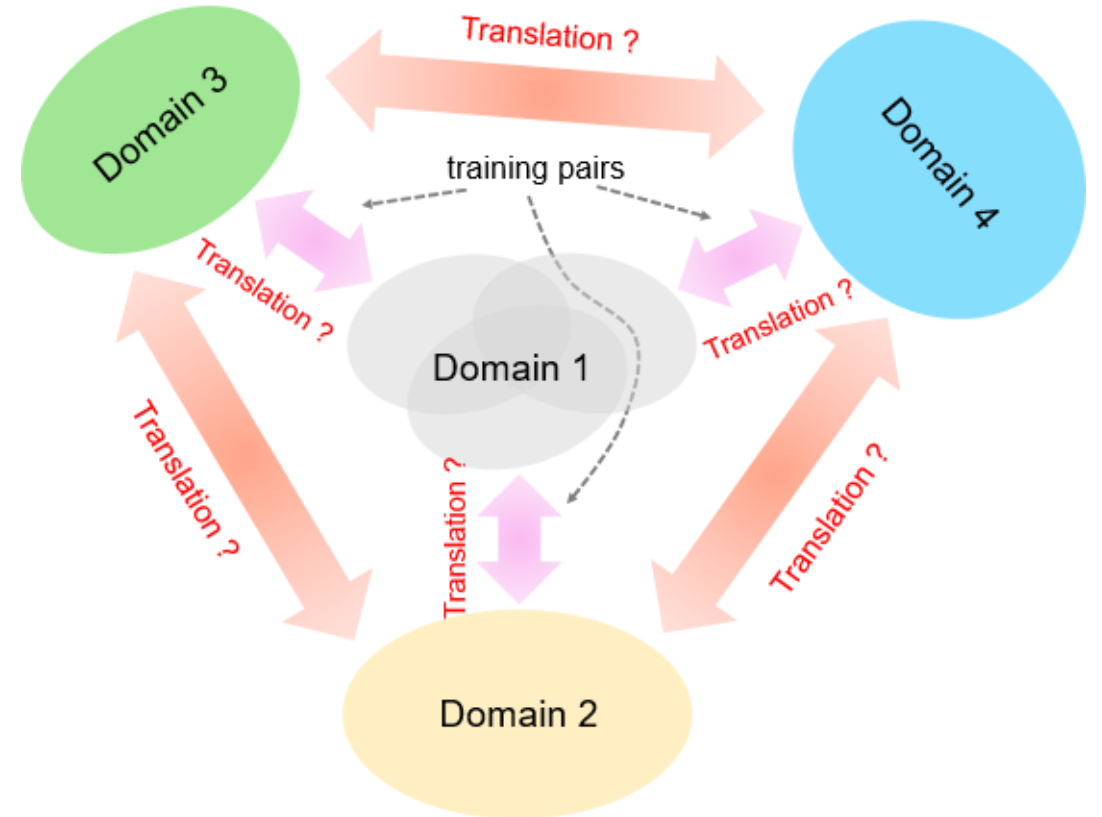 Translation ?
Domain 3
Domain 4
training pairs
Translation ?
Translation ?
Domain 1
Translation ?
Translation ?
Translation ?
Domain 2